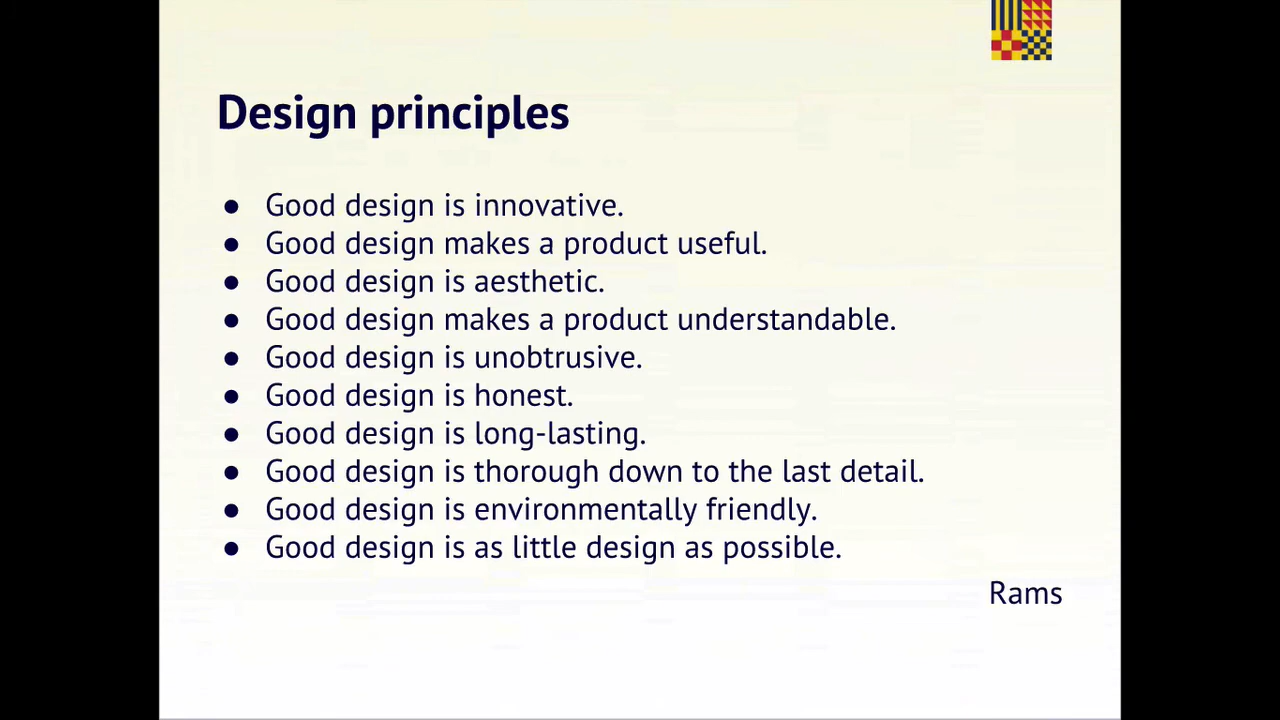 Design principles
● Good design is innovative.
● Good design makes a product useful.
● Good design is aesthetic.
● Good design makes a product understandable.
● Good design is unobtrusive.
● Good design is honest.
● Good design is long-lasting.
● Good design is thorough down to the last detail.
● Good design is environmentally friendly.
● Good design is as little design as possible.
Rams